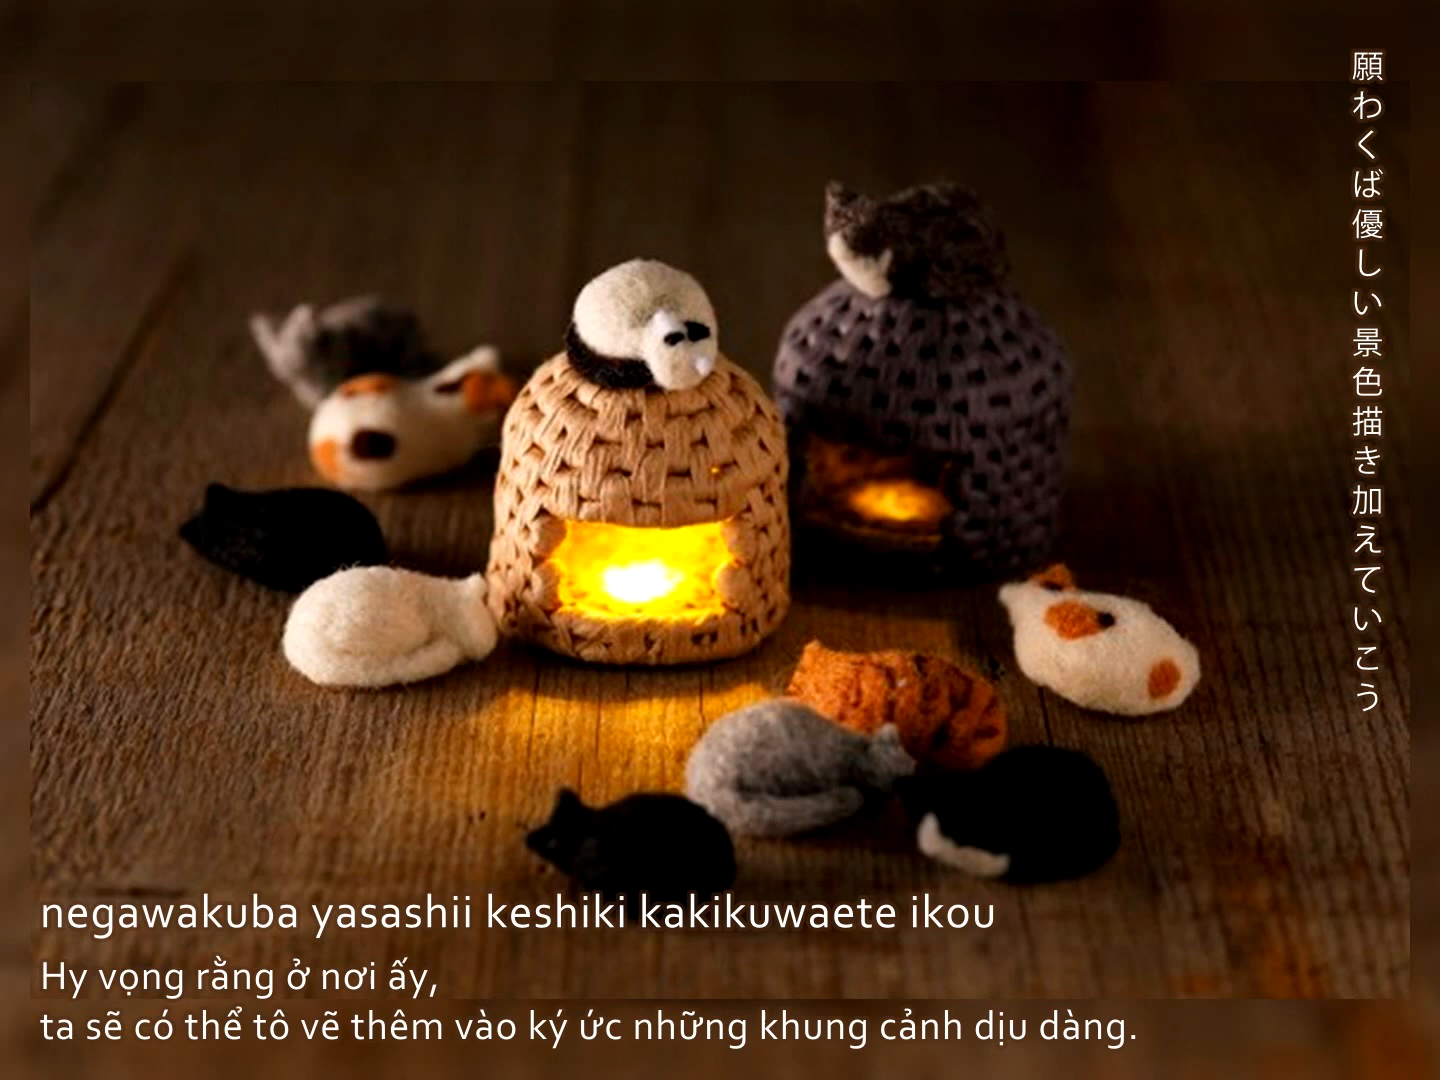 願わくば優しい景色描き加えていこう
negawakuba yasashii keshiki kakikuwaete ikou
Hy vọng rằng ở nơi ấy,
ta sẽ có thể tô vẽ thêm vào ký ức những khung cảnh dịu dàng.